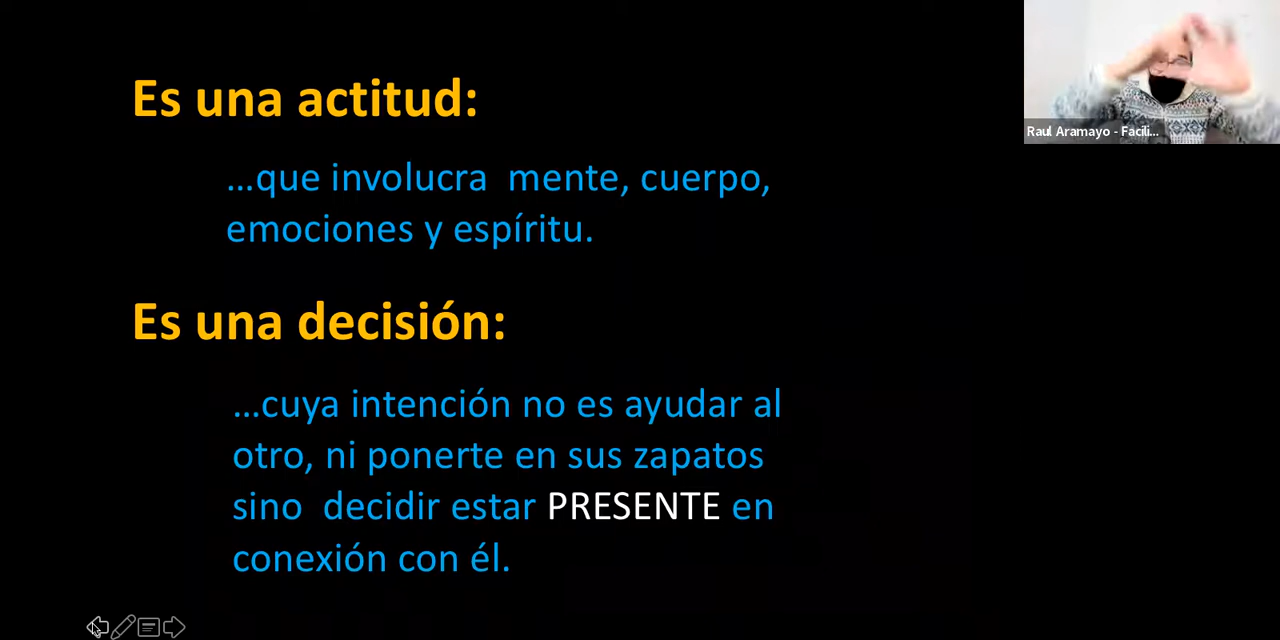 Es una actitud:
...que involucra mente, cuerpo,
emociones y espíritu.
Es una decisión:
...cuya intención no es ayudar al
otro, ni ponerte en sus zapatos
sino decidir estar PRESENTE en
conexión con él.
Raul Aramayo - Facili...